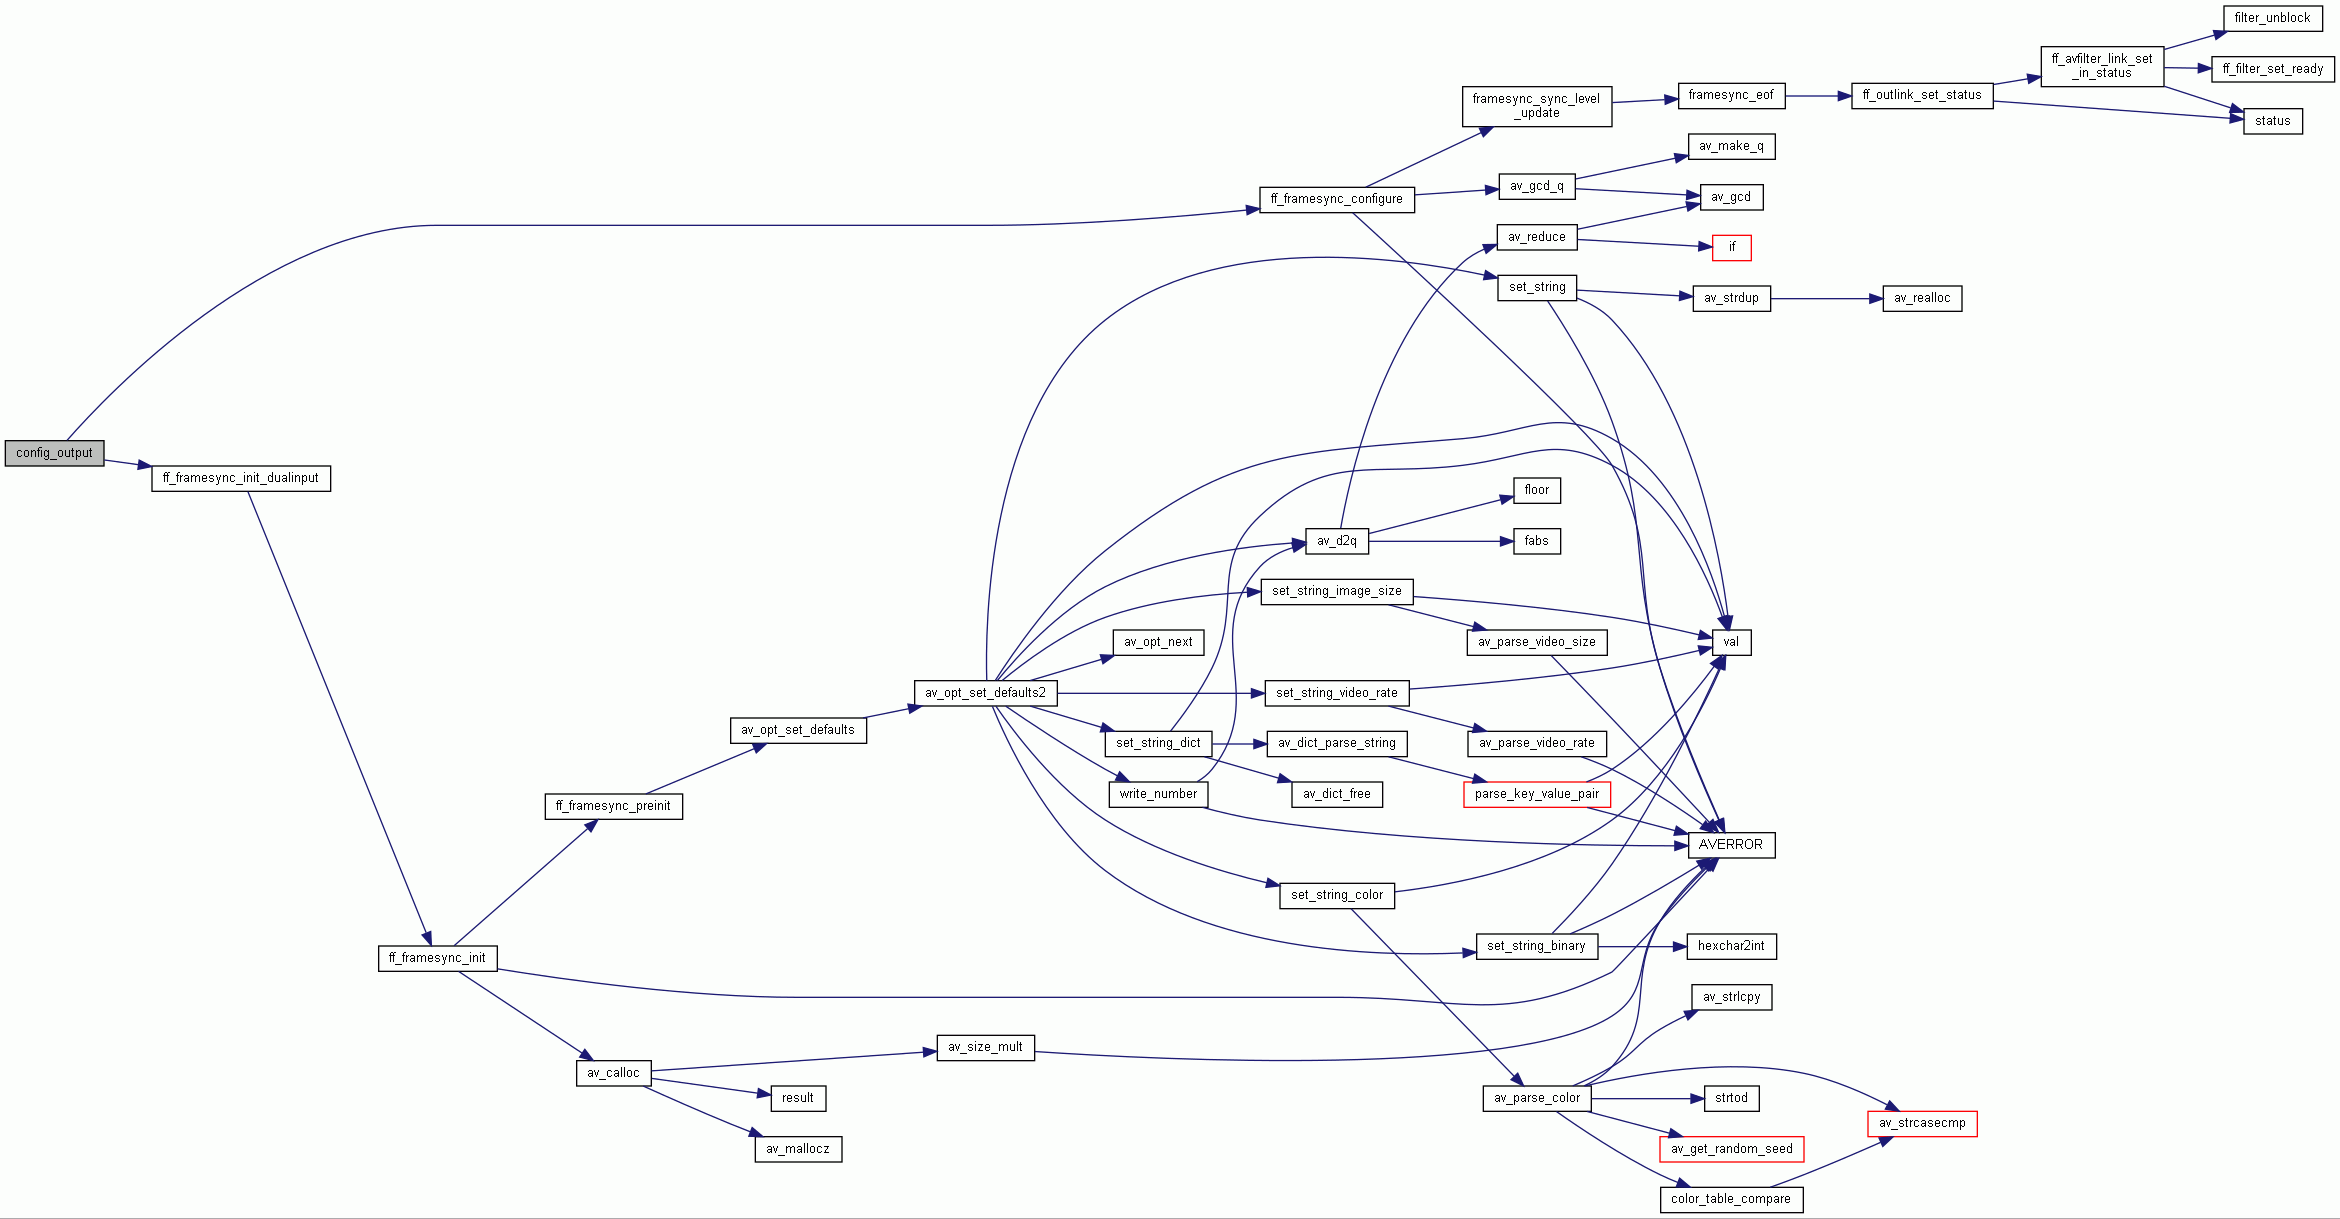 filter_unblock
ff_avfilter_link_set
_in_status
ff_filter_set_ready
framesync_sync_level
_update
framesync_eof
ff_outlink_set_status
status
av_make_q
ff_framesync_configure
av_gcd_q
av_gcd
av_reduce
if
set_string
av_strdup
av_realloc
config_output
ff_framesync_init_dualinput
floor
av_d2q
fabs
set_string_image_size
av_opt_next
av_parse_video_size
val
av_opt_set_defaults2
set_string_video_rate
av_opt_set_defaults
set_string_dict
av_dict_parse_string
av_parse_video_rate
ff_framesync_preinit
write_number
av_dict_free
parse_key_value_pair
AVERROR
set_string_color
set_string_binary
hexchar2int
ff_framesync_init
av_strlcpy
av_size_mult
av_calloc
result
av_parse_color
strtod
av_strcasecmp
av_mallocz
av_get_random_seed
color_table_compare